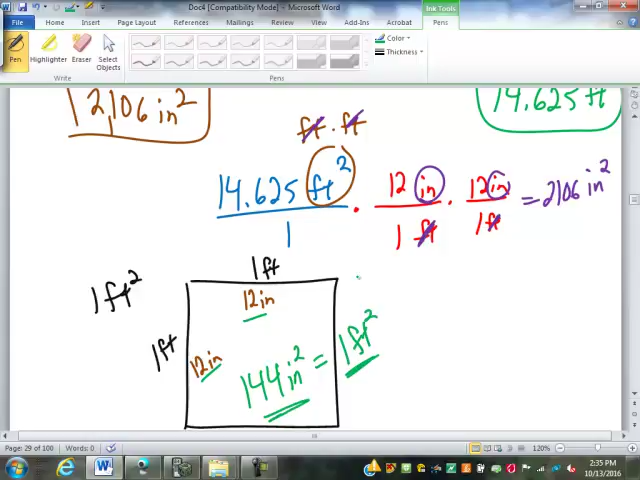 Doc4 [Compatibility Mode] - Microsoft Word
Ink Tools
File Home Insert Page Layout References Mailings Review View Add-Ins Acrobat Pens
Pen Highlighter Eraser Select Objects
Color
Thickness
Write Pens
12,106 in²
14.625 ft
ft · ft
14.625 ft² / 1 · 12 in / 1 ft · 12 in / 1 ft = 2106 in²
1 ft
1 ft²
12 in
1 ft
12 in
144 in² = 1 ft²
Page: 29 of 100 Words: 0 120%
2:35 PM
10/13/2016